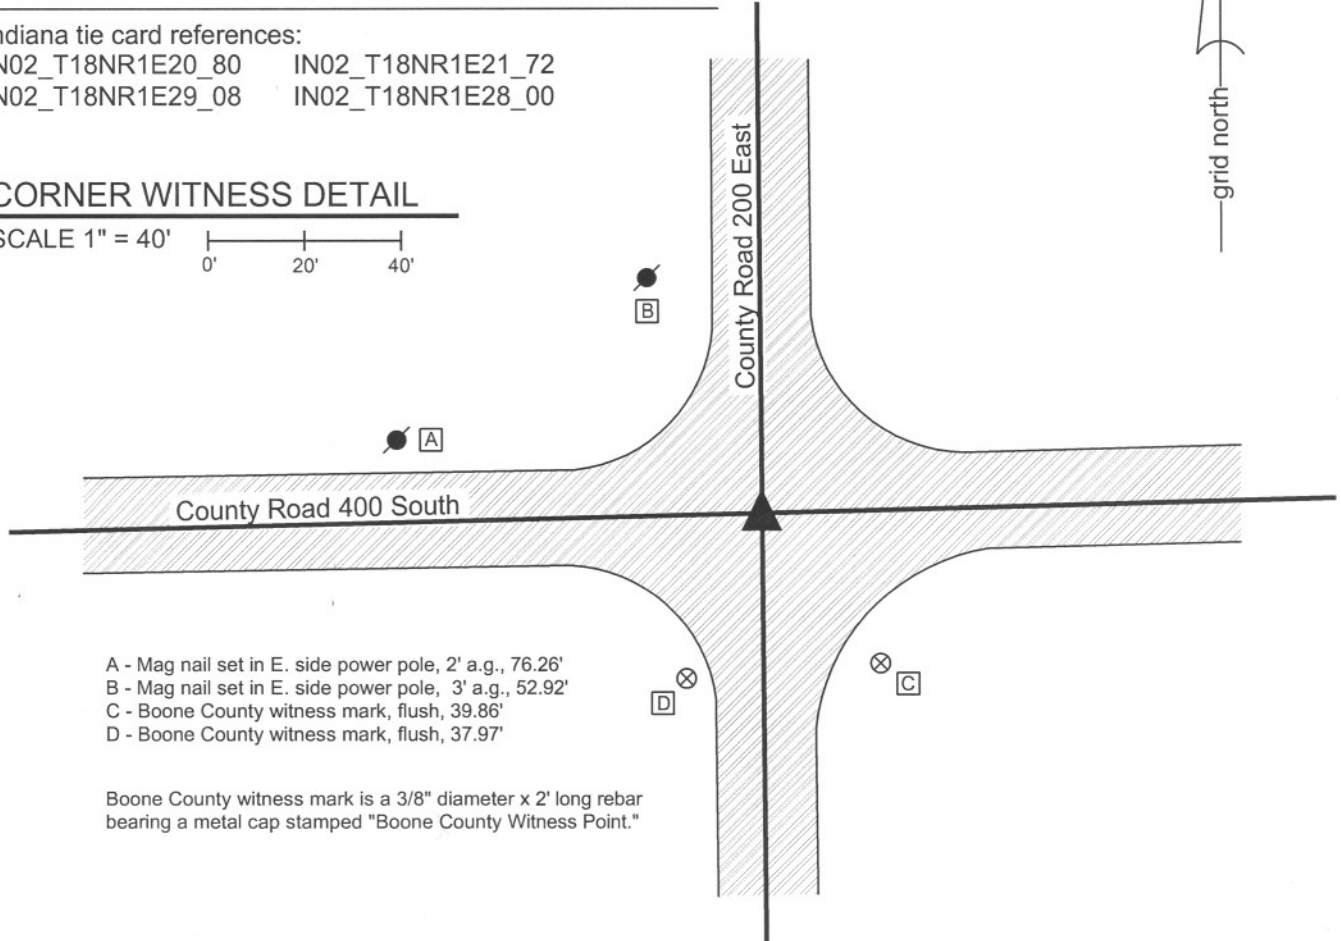 ndiana tie card references:
N02_T18NR1E20_80 IN02_T18NR1E21_72
N02_T18NR1E29_08 IN02_T18NR1E28_00
grid north
CORNER WITNESS DETAIL
SCALE 1" = 40'
0' 20' 40'
County Road 200 East
B
A
County Road 400 South
A - Mag nail set in E. side power pole, 2' a.g., 76.26'
B - Mag nail set in E. side power pole, 3' a.g., 52.92'
C - Boone County witness mark, flush, 39.86'
D - Boone County witness mark, flush, 37.97'
D
C
Boone County witness mark is a 3/8" diameter x 2' long rebar
bearing a metal cap stamped "Boone County Witness Point."